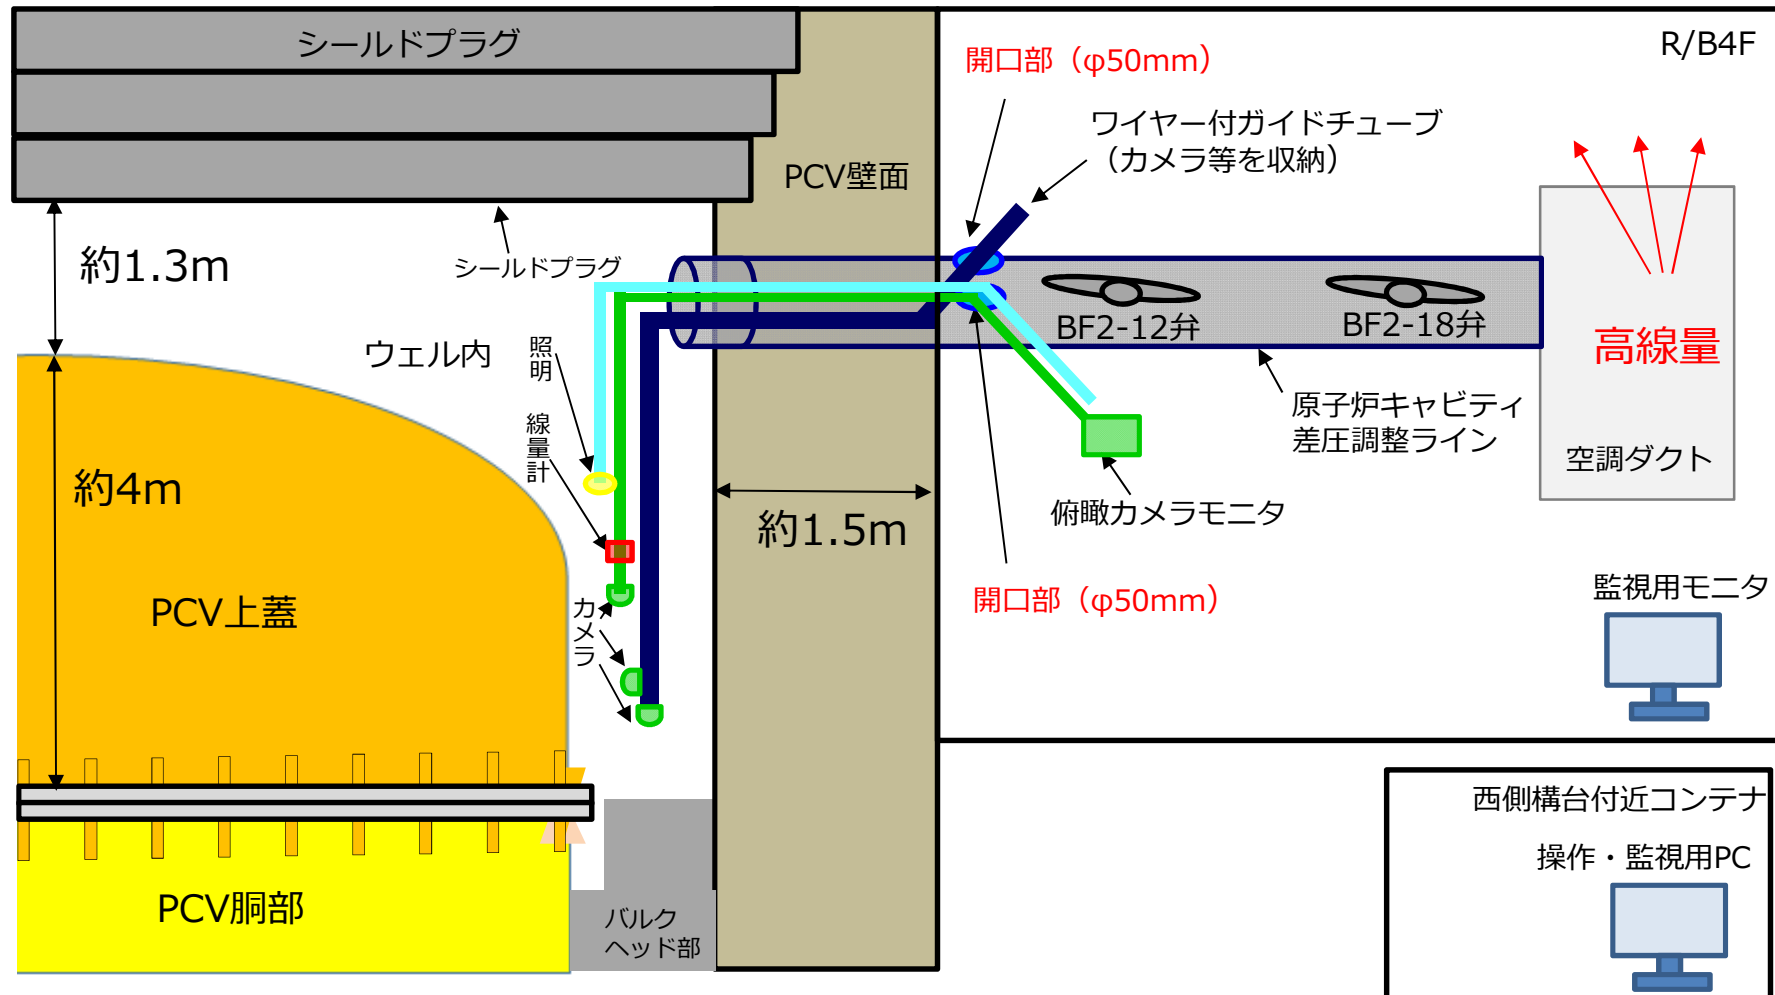 シールドプラグ
R/B4F
開口部（φ50mm）
ワイヤー付ガイドチューブ
（カメラ等を収納）
PCV壁面
約1.3m
シールドプラグ
BF2-12弁
BF2-18弁
高線量
ウェル内
照明
線量計
原子炉キャビティ
差圧調整ライン
空調ダクト
約4m
俯瞰カメラモニタ
約1.5m
開口部（φ50mm）
監視用モニタ
PCV上蓋
カメラ
西側構台付近コンテナ
操作・監視用PC
PCV胴部
バルク
ヘッド部